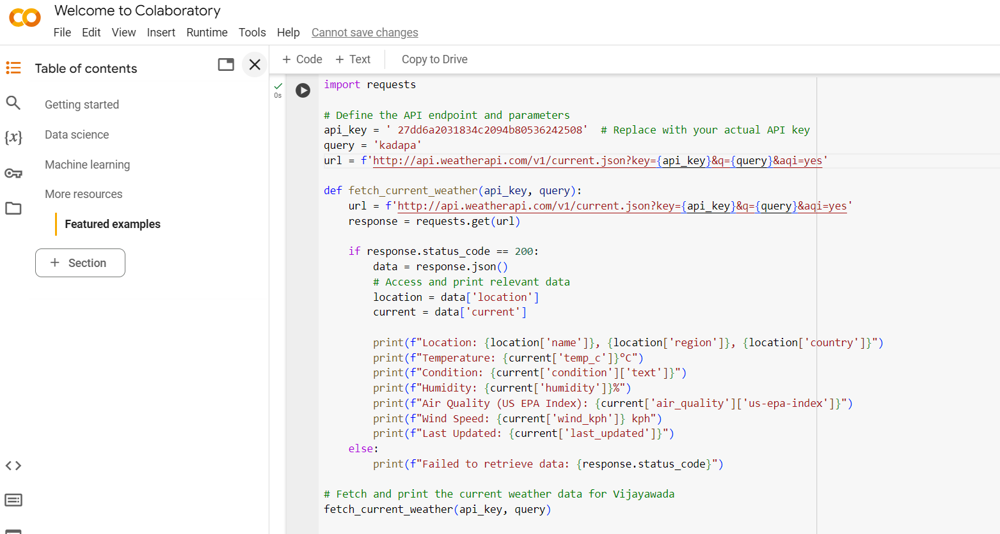 Welcome to Colaboratory
File Edit View Insert Runtime Tools Help Cannot save changes
Table of contents
Getting started
Data science
Machine learning
More resources
Featured examples
+ Section
+ Code + Text Copy to Drive
0s
import requests
# Define the API endpoint and parameters
api_key = ' 27dd6a2031834c2094b80536242508'  # Replace with your actual API key
query = 'kadapa'
url = f'http://api.weatherapi.com/v1/current.json?key={api_key}&q={query}&aqi=yes'
def fetch_current_weather(api_key, query):
    url = f'http://api.weatherapi.com/v1/current.json?key={api_key}&q={query}&aqi=yes'
    response = requests.get(url)
    if response.status_code == 200:
        data = response.json()
        # Access and print relevant data
        location = data['location']
        current = data['current']
        print(f"Location: {location['name']}, {location['region']}, {location['country']}")
        print(f"Temperature: {current['temp_c']}°C")
        print(f"Condition: {current['condition']['text']}")
        print(f"Humidity: {current['humidity']}%")
        print(f"Air Quality (US EPA Index): {current['air_quality']['us-epa-index']}")
        print(f"Wind Speed: {current['wind_kph']} kph")
        print(f"Last Updated: {current['last_updated']}")
    else:
        print(f"Failed to retrieve data: {response.status_code}")
# Fetch and print the current weather data for Vijayawada
fetch_current_weather(api_key, query)